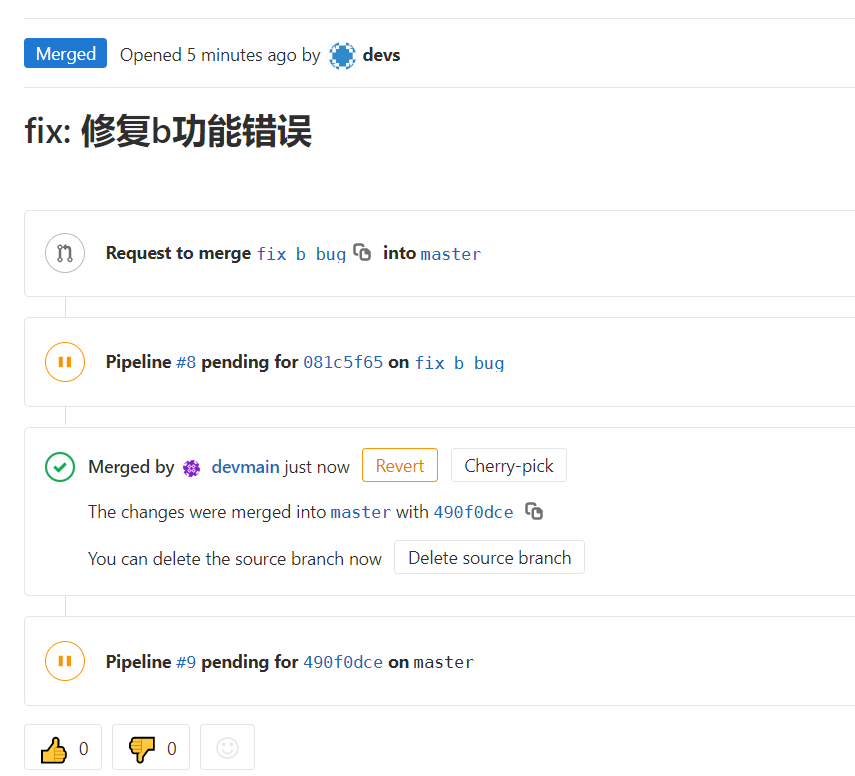 Merged Opened 5 minutes ago by devs
fix: 修复b功能错误
Request to merge fix b bug into master
Pipeline #8 pending for 081c5f65 on fix b bug
Merged by devmain just now Revert Cherry-pick
The changes were merged into master with 490f0dce
You can delete the source branch now Delete source branch
Pipeline #9 pending for 490f0dce on master
0 0